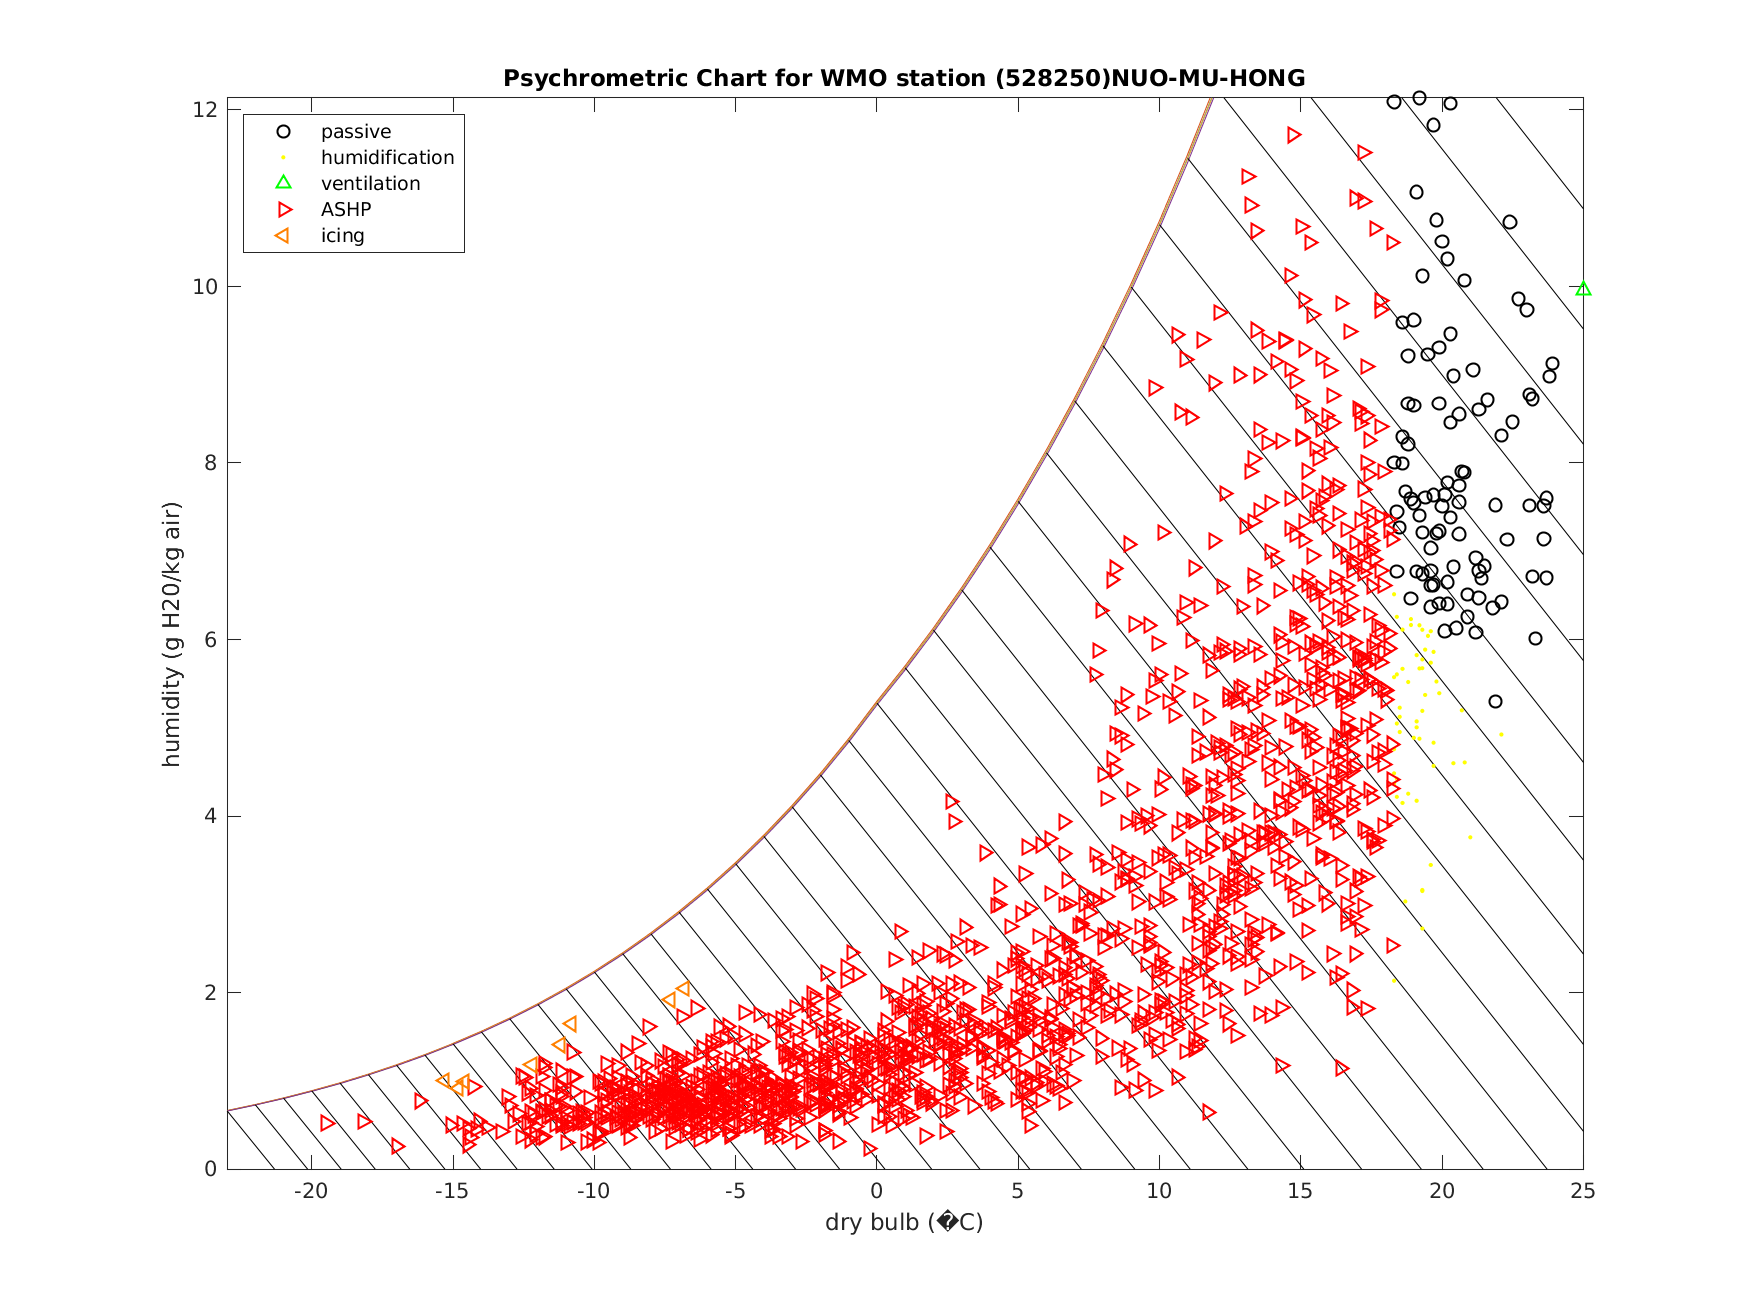 Psychrometric Chart for WMO station (528250)NUO-MU-HONG
12
10
8
6
4
2
0
humidity (g H20/kg air)
passive
humidification
ventilation
ASHP
icing
-20
-15
-10
-5
0
5
10
15
20
25
dry bulb (�C)